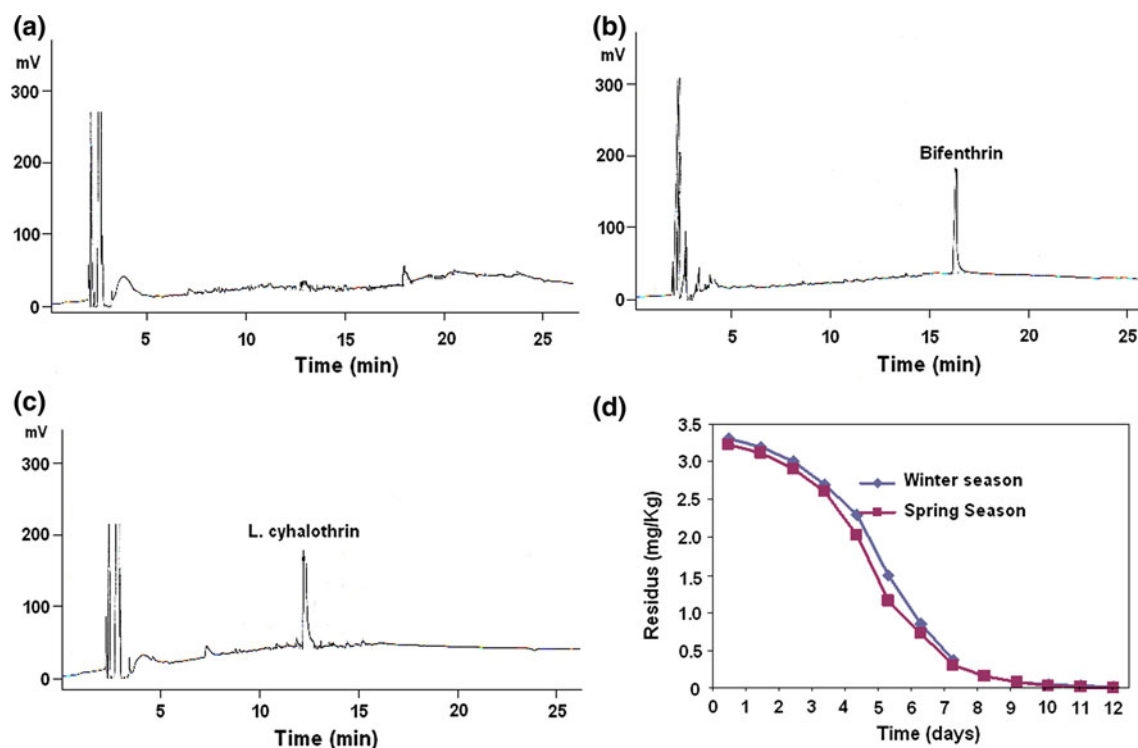 (a)
mV
300
200
100
0
5 10 15 20 25
Time (min)
(b)
mV
300
200
100
0
Bifenthrin
5 10 15 20 25
Time (min)
(c)
mV
300
200
100
0
L. cyhalothrin
5 10 15 20 25
Time (min)
(d)
3.5
3.0
2.5
2.0
1.5
1.0
0.5
0
Residus (mg/Kg)
Winter season
Spring Season
0 1 2 3 4 5 6 7 8 9 10 11 12
Time (days)